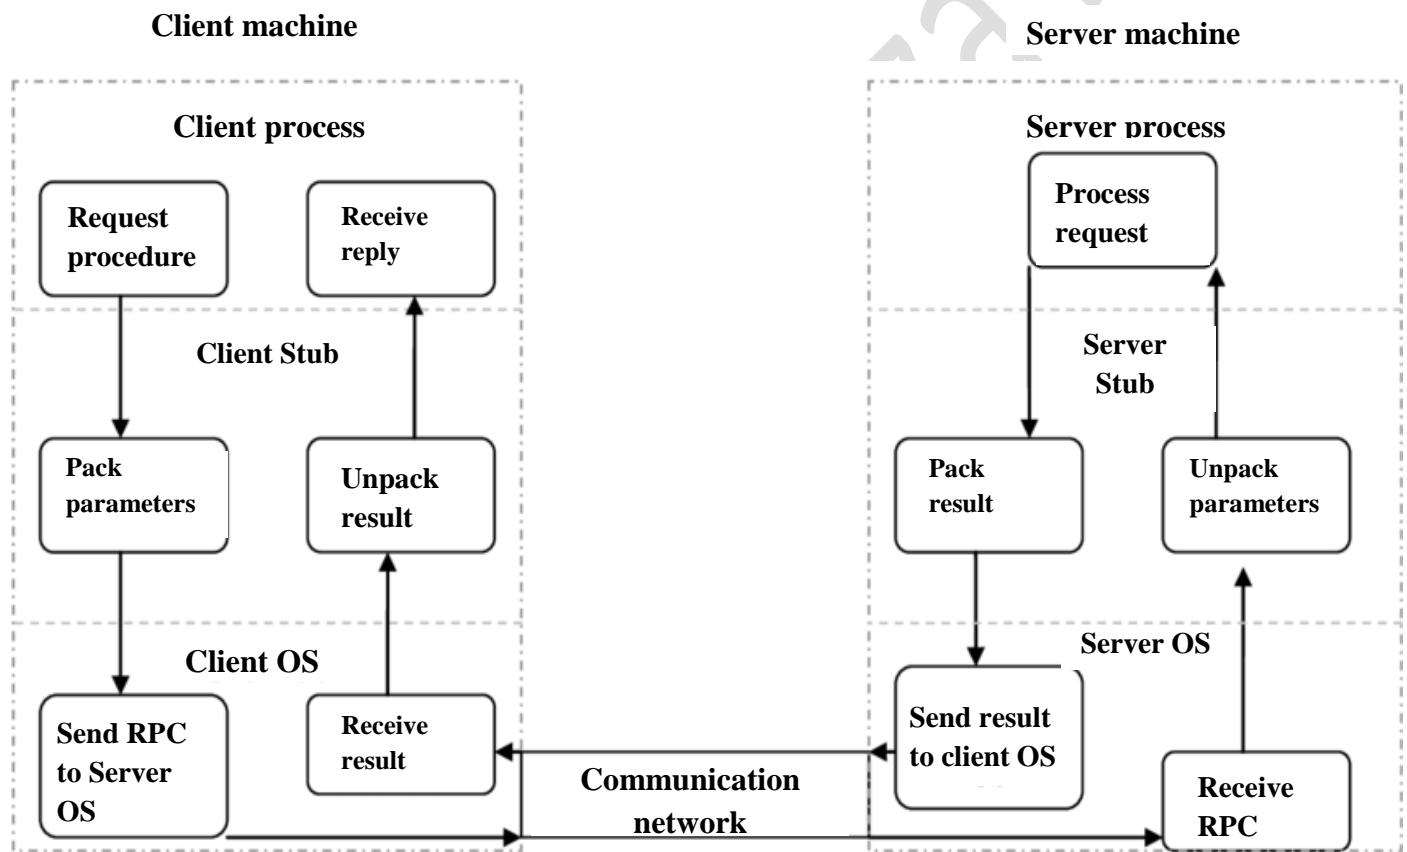 Client machine
Server machine
Client process
Server process
Request
procedure
Receive
reply
Process
request
Client Stub
Server
Stub
Pack
parameters
Unpack
result
Pack
result
Unpack
parameters
Client OS
Server OS
Send RPC
to Server
OS
Receive
result
Send result
to client OS
Receive
RPC
Communication
network